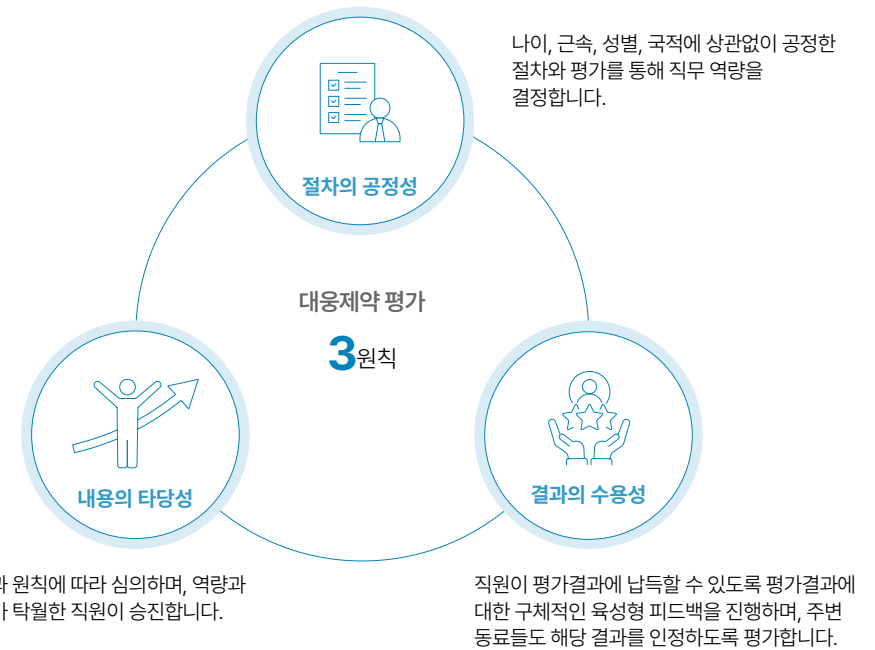 나이, 근속, 성별, 국적에 상관없이 공정한
절차와 평가를 통해 직무 역량을
결정합니다.
절차의 공정성
대웅제약 평가
3원칙
내용의 타당성
결과의 수용성
원칙에 따라 심의하며, 역량과
탁월한 직원이 승진합니다.
직원이 평가결과에 납득할 수 있도록 평가결과에
대한 구체적인 육성형 피드백을 진행하며, 주변
동료들도 해당 결과를 인정하도록 평가합니다.